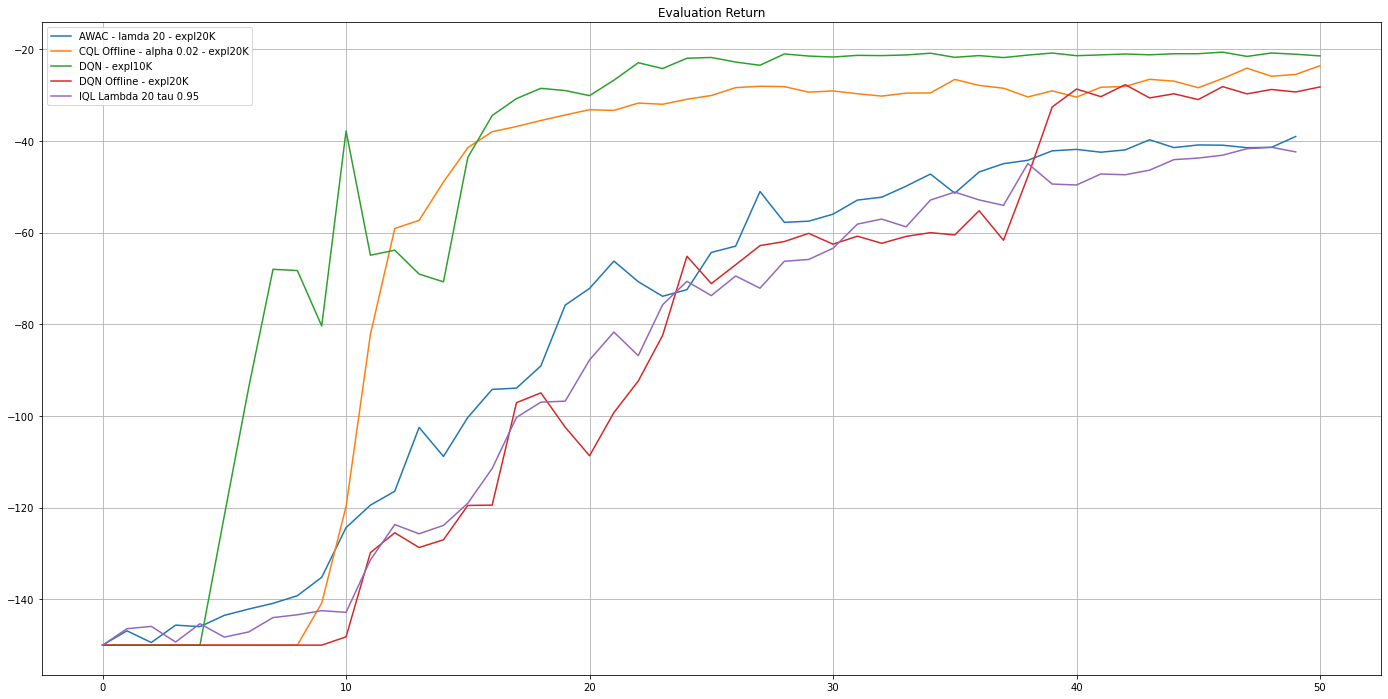 Evaluation Return
AWAC - lamda 20 - expl20K
CQL Offline - alpha 0.02 - expl20K
DQN - expl10K
DQN Offline - expl20K
IQL Lambda 20 tau 0.95
−20
−40
−60
−80
−100
−120
−140
0 10 20 30 40 50